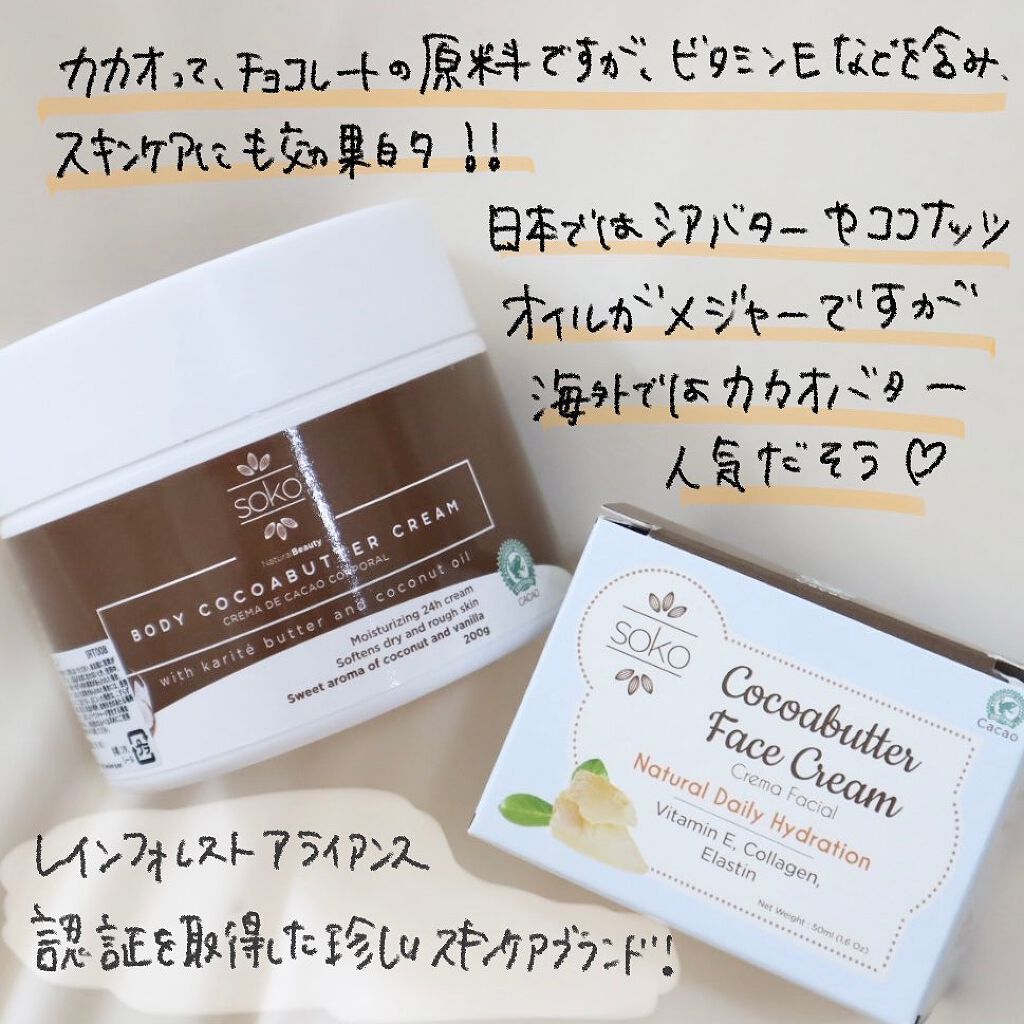 カカオって、チョコレートの原料ですが、ビタミンEなどを含み、
スキンケアにも効果自夕!!
日本ではシアバターやココナッツ
オイルがメジャーですが
海外ではカカオバター
人気だそう♡
soko
NaturalBeauty
BODY COCOABUTTER CREAM
CREMA DE CACAO CORPORAL
with karité butter and coconut oil
Moisturizing 24h cream
Softens dry and rough skin
Sweet aroma of coconut and vanilla
200g
CACAO
soko
Cocoabutter
Face Cream
Crema Facial
Natural Daily Hydration
Vitamin E, Collagen,
Elastin
Net Weight : 50ml (1.6 Oz)
Cacao
レインフォレストアライアンス
認証を取得した珍しいスキンケアブランド!